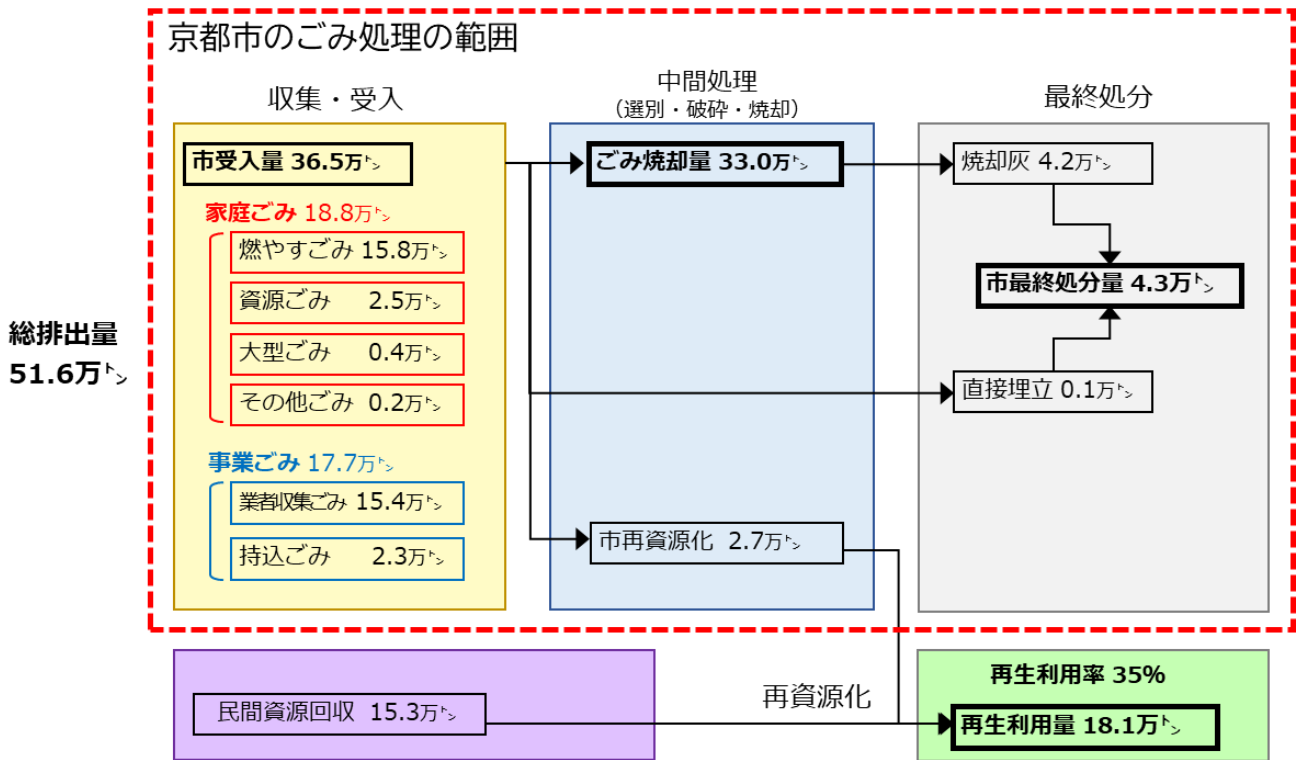 京都市のごみ処理の範囲
収集・受入
中間処理
（選別・破砕・焼却）
最終処分
総排出量
51.6万㌧
市受入量 36.5万㌧
家庭ごみ 18.8万㌧
燃やすごみ 15.8万㌧
資源ごみ 2.5万㌧
大型ごみ 0.4万㌧
その他ごみ 0.2万㌧
事業ごみ 17.7万㌧
業者収集ごみ 15.4万㌧
持込ごみ 2.3万㌧
ごみ焼却量 33.0万㌧
市再資源化 2.7万㌧
焼却灰 4.2万㌧
市最終処分量 4.3万㌧
直接埋立 0.1万㌧
民間資源回収 15.3万㌧
再資源化
再生利用率 35%
再生利用量 18.1万㌧